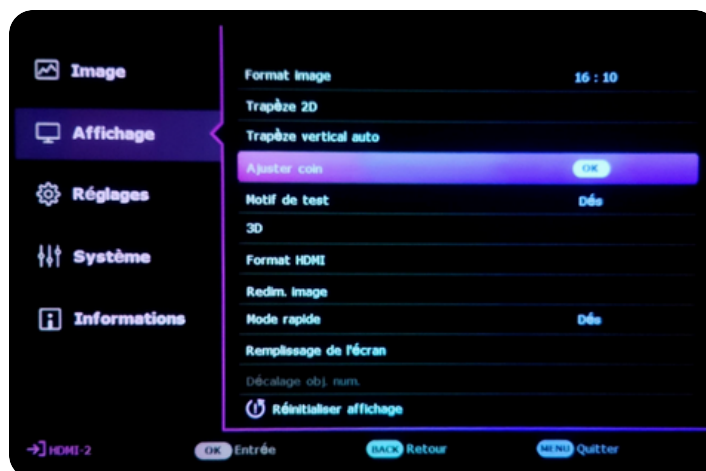 Image
Affichage
Réglages
Système
Informations
Format image 16 : 10
Trapèze 2D
Trapèze vertical auto
Ajuster coin OK
Motif de test Dés
3D
Format HDMI
Redim. image
Mode rapide Dés
Remplissage de l'écran
Décalage obj. num.
Réinitialiser affichage
HDMI-2 OK Entrée BACK Retour MENU Quitter